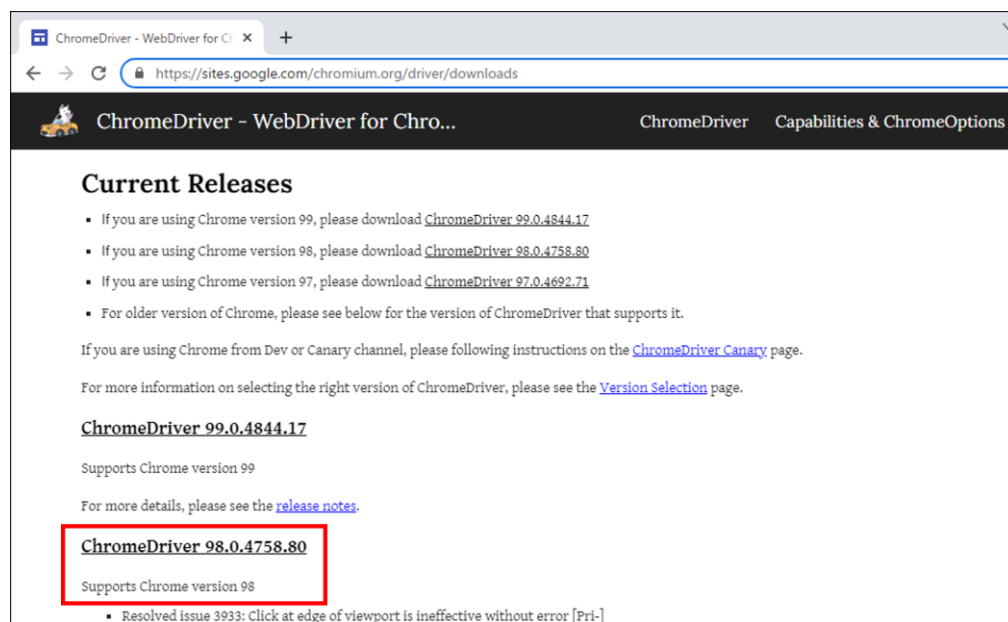 ChromeDriver - WebDriver for Ch
https://sites.google.com/chromium.org/driver/downloads
ChromeDriver - WebDriver for Chro... ChromeDriver Capabilities & ChromeOptions
Current Releases
If you are using Chrome version 99, please download ChromeDriver 99.0.4844.17
If you are using Chrome version 98, please download ChromeDriver 98.0.4758.80
If you are using Chrome version 97, please download ChromeDriver 97.0.4692.71
For older version of Chrome, please see below for the version of ChromeDriver that supports it.
If you are using Chrome from Dev or Canary channel, please following instructions on the ChromeDriver Canary page.
For more information on selecting the right version of ChromeDriver, please see the Version Selection page.
ChromeDriver 99.0.4844.17
Supports Chrome version 99
For more details, please see the release notes.
ChromeDriver 98.0.4758.80
Supports Chrome version 98
Resolved issue 3933: Click at edge of viewport is ineffective without error [Pri-]